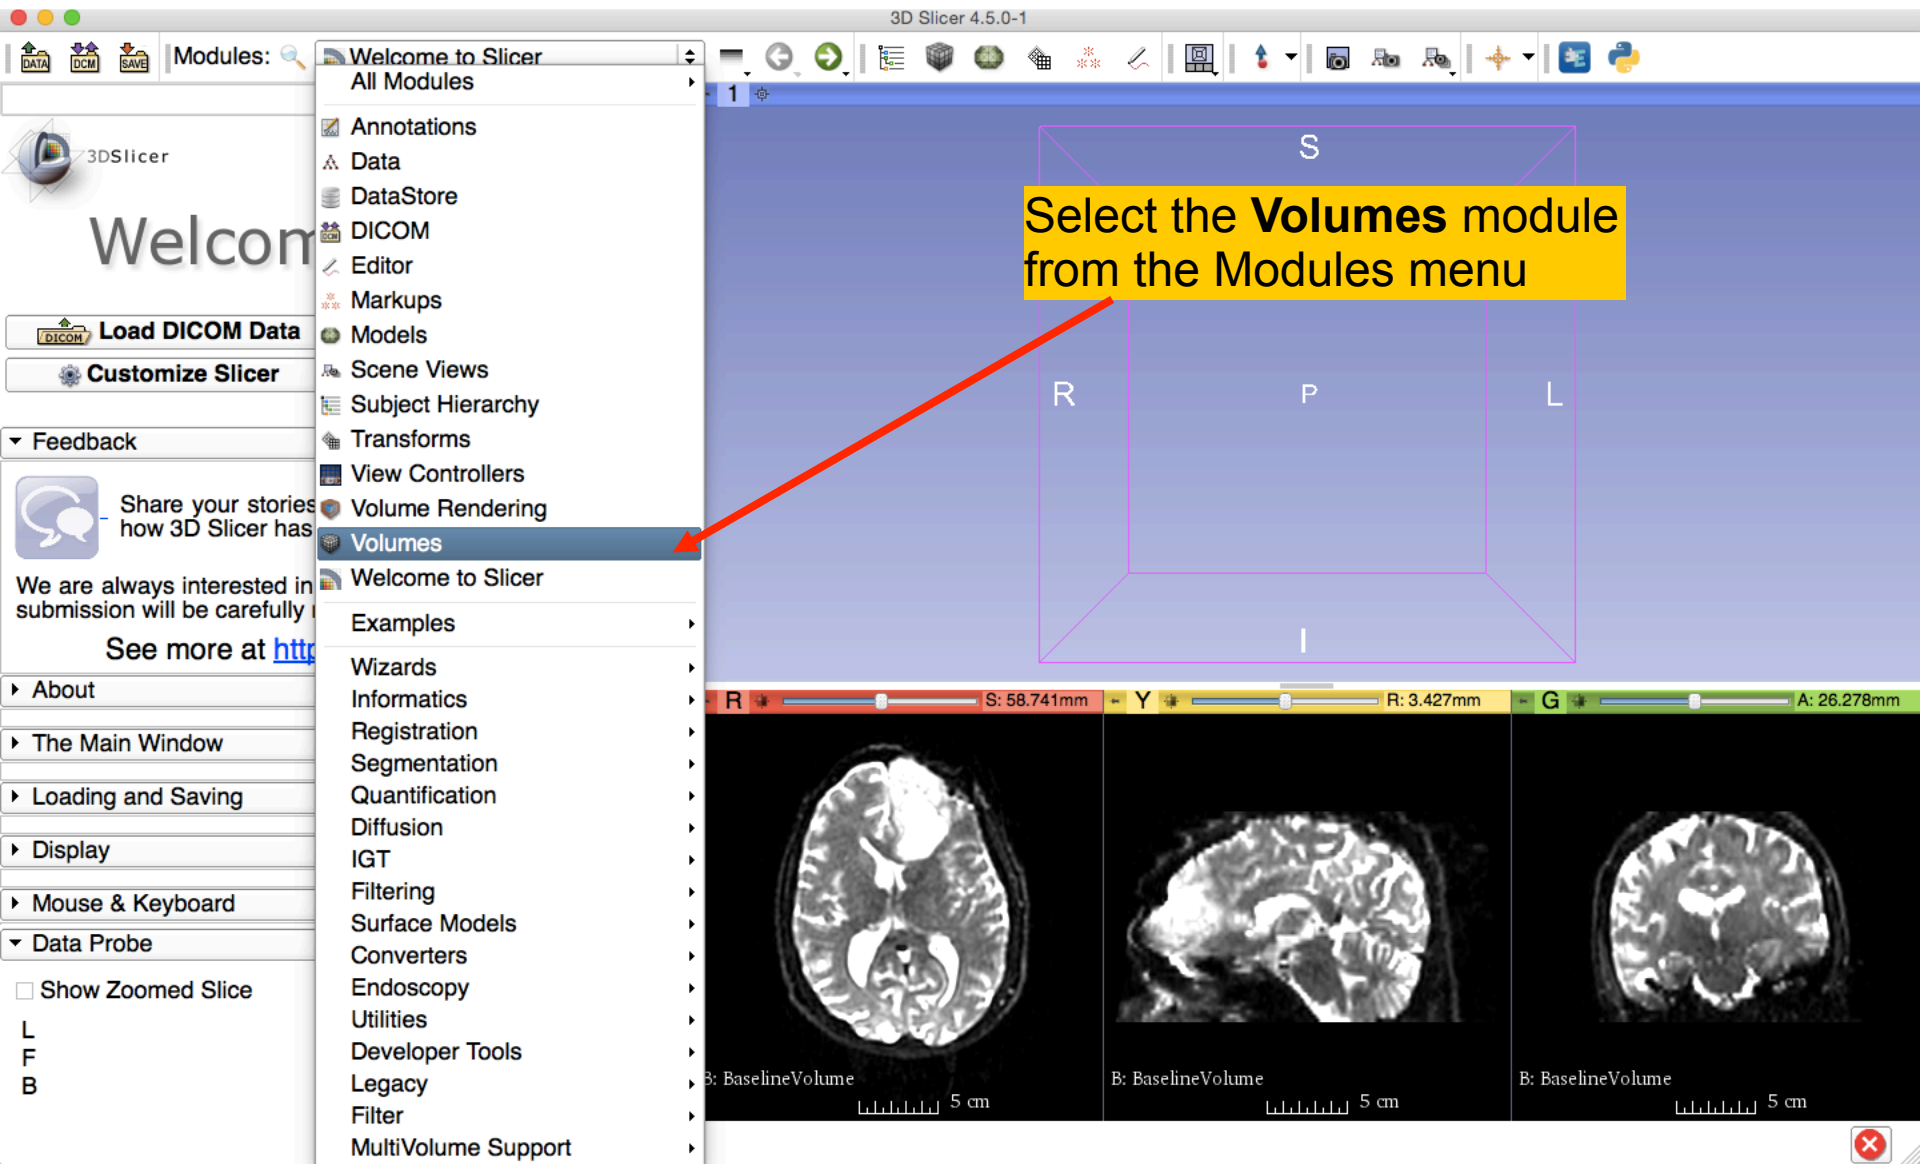 3D Slicer 4.5.0-1
DATA
DCM
SAVE
Modules:
Welcome to Slicer
All Modules
Annotations
Data
DataStore
DICOM
Editor
Markups
Models
Scene Views
Subject Hierarchy
Transforms
View Controllers
Volume Rendering
Volumes
Welcome to Slicer
Examples
Wizards
Informatics
Registration
Segmentation
Quantification
Diffusion
IGT
Filtering
Surface Models
Converters
Endoscopy
Utilities
Developer Tools
Legacy
Filter
MultiVolume Support
3DSlicer
Welcom
DICOM
Load DICOM Data
Customize Slicer
Feedback
Share your stories
how 3D Slicer has
We are always interested in
submission will be carefully
See more at http
About
The Main Window
Loading and Saving
Display
Mouse & Keyboard
Data Probe
Show Zoomed Slice
L
F
B
1
S
Select the Volumes module
from the Modules menu
R
P
L
I
R
S: 58.741mm
Y
R: 3.427mm
G
A: 26.278mm
B: BaselineVolume
5 cm
B: BaselineVolume
5 cm
B: BaselineVolume
5 cm